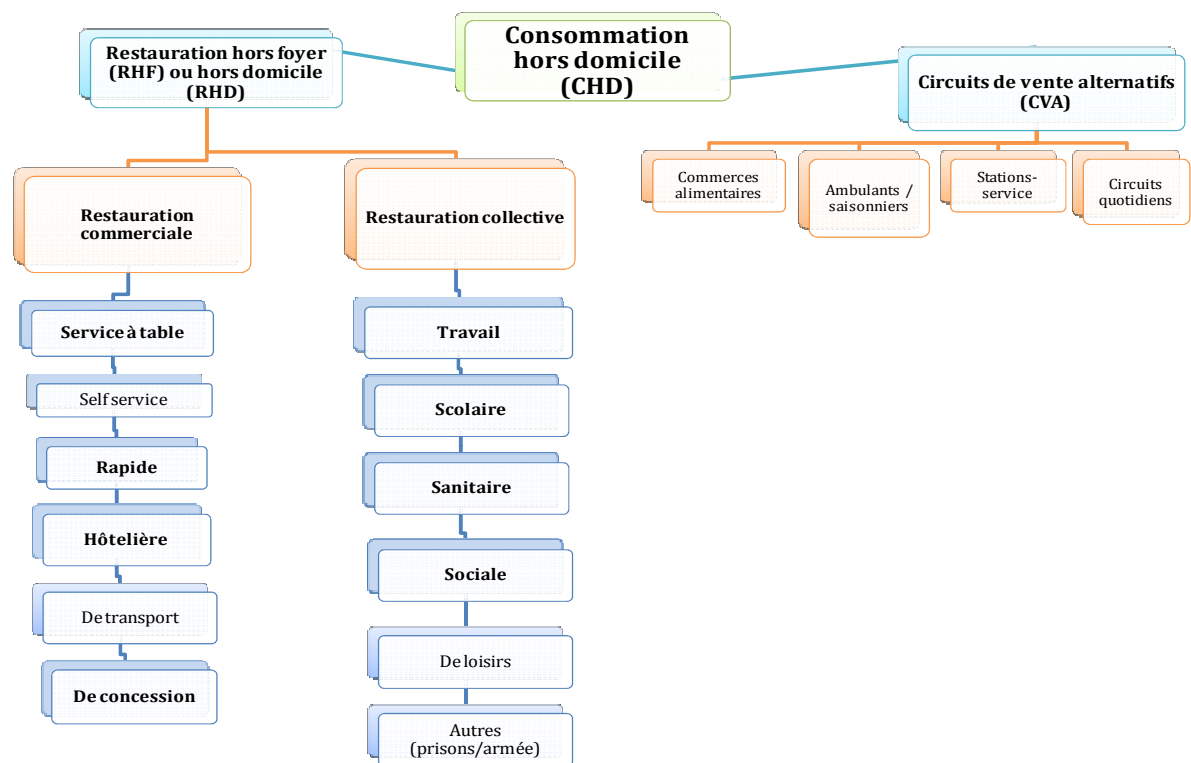 Consommation
hors domicile
(CHD)
Restauration hors foyer
(RHF) ou hors domicile
(RHD)
Circuits de vente alternatifs
(CVA)
Restauration
commerciale
Restauration collective
Commerces
alimentaires
Ambulants /
saisonniers
Stations-
service
Circuits
quotidiens
Service à table
Self service
Rapide
Hôtelière
De transport
De concession
Travail
Scolaire
Sanitaire
Sociale
De loisirs
Autres
(prisons/armée)